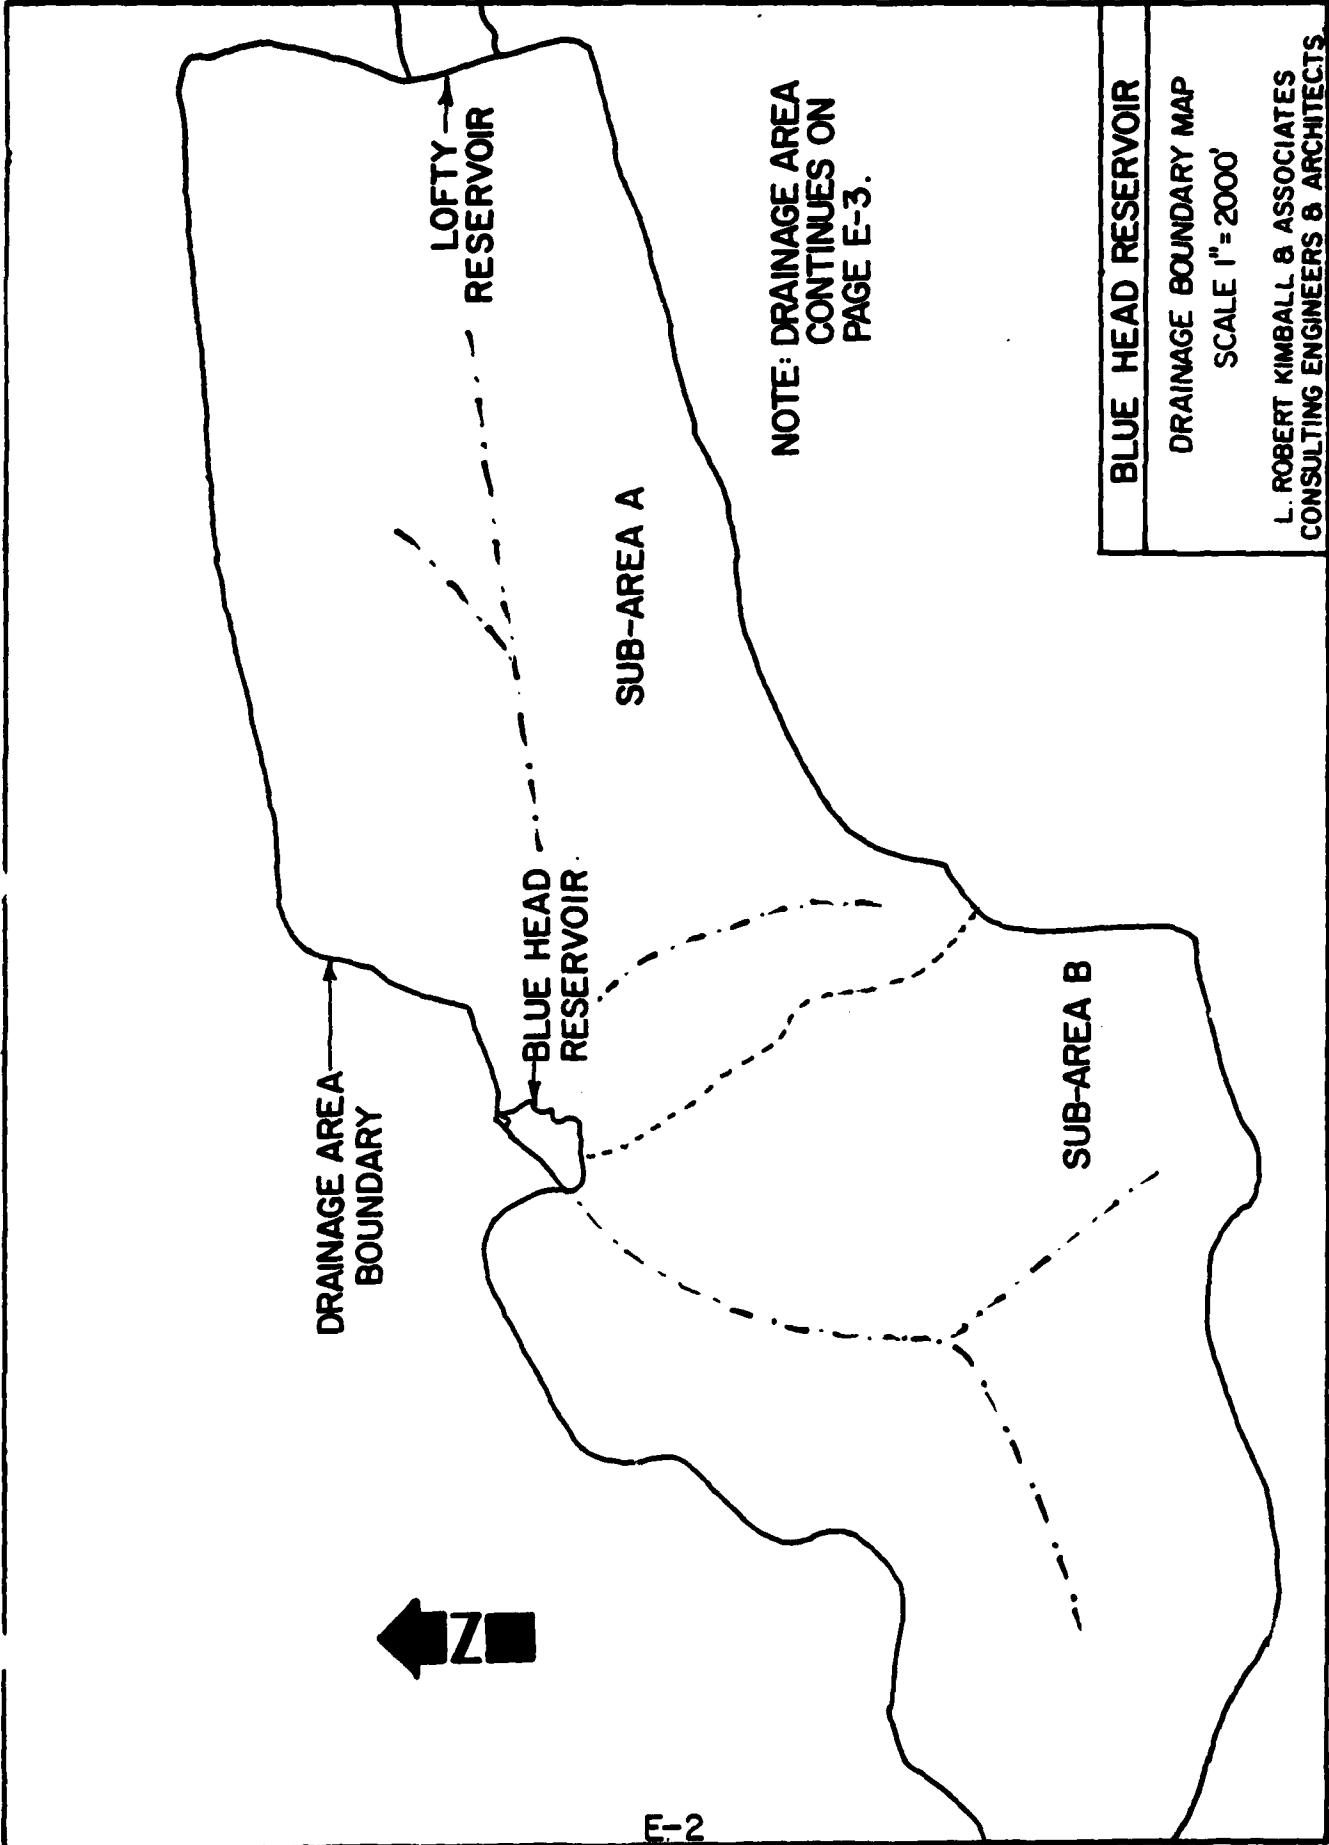 LOFTY
RESERVOIR
NOTE: DRAINAGE AREA
CONTINUES ON
PAGE E-3.
SUB-AREA A
DRAINAGE AREA
BOUNDARY
BLUE HEAD
RESERVOIR
SUB-AREA B
N
BLUE HEAD RESERVOIR
DRAINAGE BOUNDARY MAP
SCALE 1"=2000'
L. ROBERT KIMBALL & ASSOCIATES
CONSULTING ENGINEERS & ARCHITECTS.
E-2